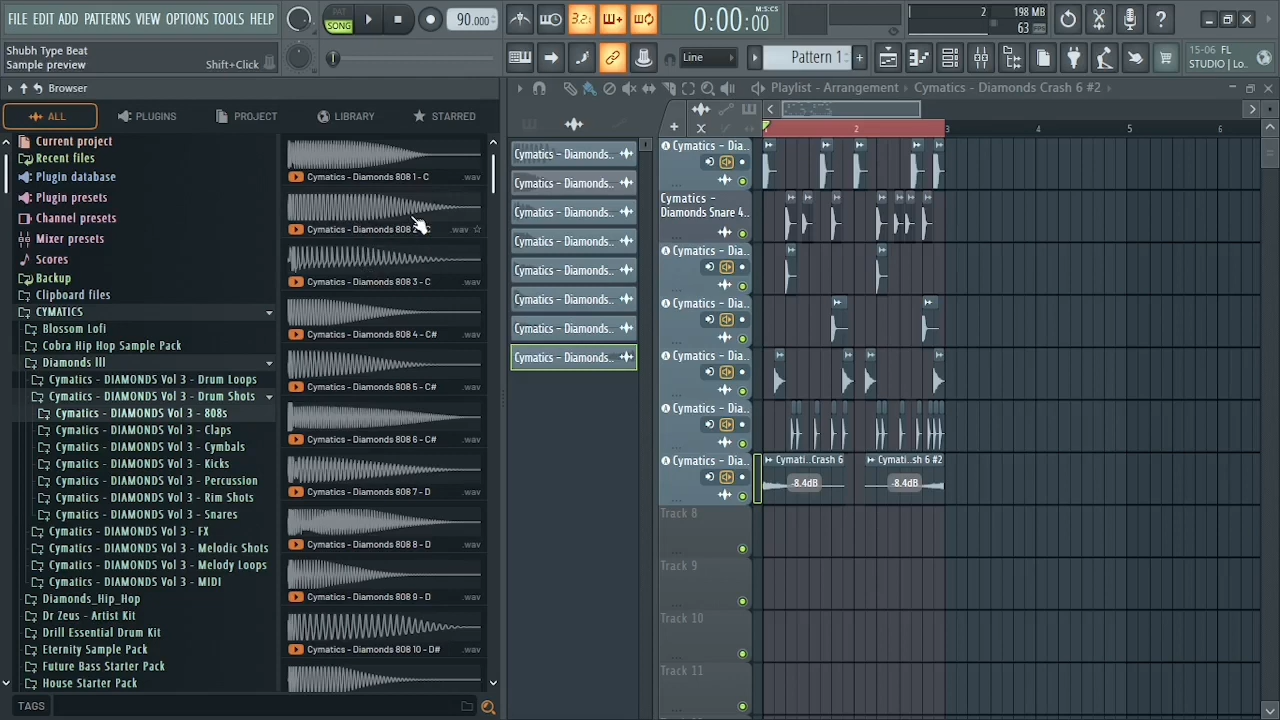 FILE EDIT ADD PATTERNS VIEW OPTIONS TOOLS HELP
PAT
SONG
90.000
3.2:
0:00:00
M:S:CS
2
198 MB
63
Shubh Type Beat
Sample preview
Shift+Click
Line
Pattern 1
15-06 FL
STUDIO | Lo..
Browser
Playlist - Arrangement
Cymatics - Diamonds Crash 6 #2
ALL
PLUGINS
PROJECT
LIBRARY
STARRED
Current project
Recent files
Plugin database
Plugin presets
Channel presets
Mixer presets
Scores
Backup
Clipboard files
CYMATICS
Blossom Lofi
Cobra Hip Hop Sample Pack
Diamonds III
Cymatics - DIAMONDS Vol 3 - Drum Loops
Cymatics - DIAMONDS Vol 3 - Drum Shots
Cymatics - DIAMONDS Vol 3 - 808s
Cymatics - DIAMONDS Vol 3 - Claps
Cymatics - DIAMONDS Vol 3 - Cymbals
Cymatics - DIAMONDS Vol 3 - Kicks
Cymatics - DIAMONDS Vol 3 - Percussion
Cymatics - DIAMONDS Vol 3 - Rim Shots
Cymatics - DIAMONDS Vol 3 - Snares
Cymatics - DIAMONDS Vol 3 - FX
Cymatics - DIAMONDS Vol 3 - Melodic Shots
Cymatics - DIAMONDS Vol 3 - Melody Loops
Cymatics - DIAMONDS Vol 3 - MIDI
Diamonds_Hip_Hop
Dr Zeus - Artist Kit
Drill Essential Drum Kit
Eternity Sample Pack
Future Bass Starter Pack
House Starter Pack
TAGS
Cymatics - Diamonds 808 1 - C .wav
Cymatics - Diamonds 808 .wav
Cymatics - Diamonds 808 3 - C .wav
Cymatics - Diamonds 808 4 - C# .wav
Cymatics - Diamonds 808 5 - C# .wav
Cymatics - Diamonds 808 6 - C# .wav
Cymatics - Diamonds 808 7 - D .wav
Cymatics - Diamonds 808 8 - D .wav
Cymatics - Diamonds 808 9 - D .wav
Cymatics - Diamonds 808 10 - D# .wav
Cymatics - Diamonds..
Cymatics - Diamonds..
Cymatics - Diamonds..
Cymatics - Diamonds..
Cymatics - Diamonds..
Cymatics - Diamonds..
Cymatics - Diamonds..
Cymatics - Diamonds..
2 3 4 5 6
Cymatics - Dia..
Cymatics -
Diamonds Snare 4..
Cymatics - Dia..
Cymatics - Dia..
Cymatics - Dia..
Cymatics - Dia..
Cymatics - Dia..
Cymati..Crash 6
Cymati..sh 6 #2
-8.4dB
-8.4dB
Track 8
Track 9
Track 10
Track 11